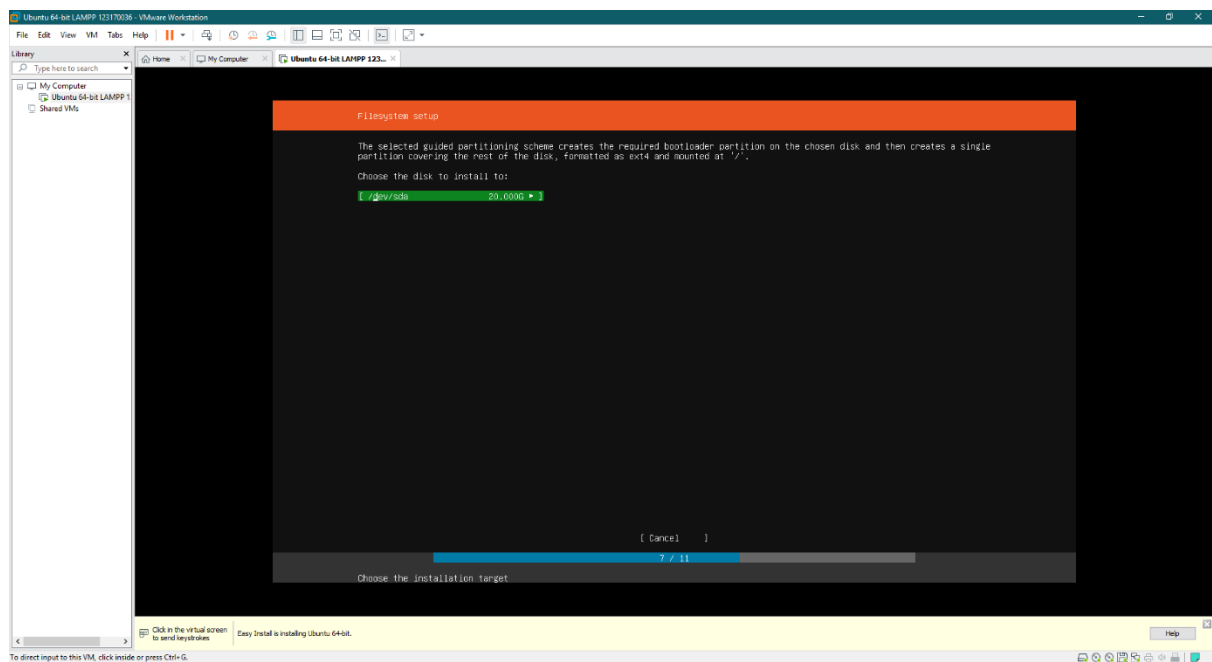 Ubuntu 64-bit LAMPP 123170036 - VMware Workstation
File Edit View VM Tabs Help
Library
Type here to search
My Computer
Ubuntu 64-bit LAMPP 1
Shared VMs
Home My Computer Ubuntu 64-bit LAMPP 123...
Filesystem setup
The selected guided partitioning scheme creates the required bootloader partition on the chosen disk and then creates a single
partition covering the rest of the disk, formatted as ext4 and mounted at '/'.
Choose the disk to install to:
[ /dev/sda 20.000G ► ]
[ Cancel ]
7 / 11
Choose the installation target
Click in the virtual screen
to send keystrokes
Easy Install is installing Ubuntu 64-bit.
Help
To direct input to this VM, click inside or press Ctrl+G.